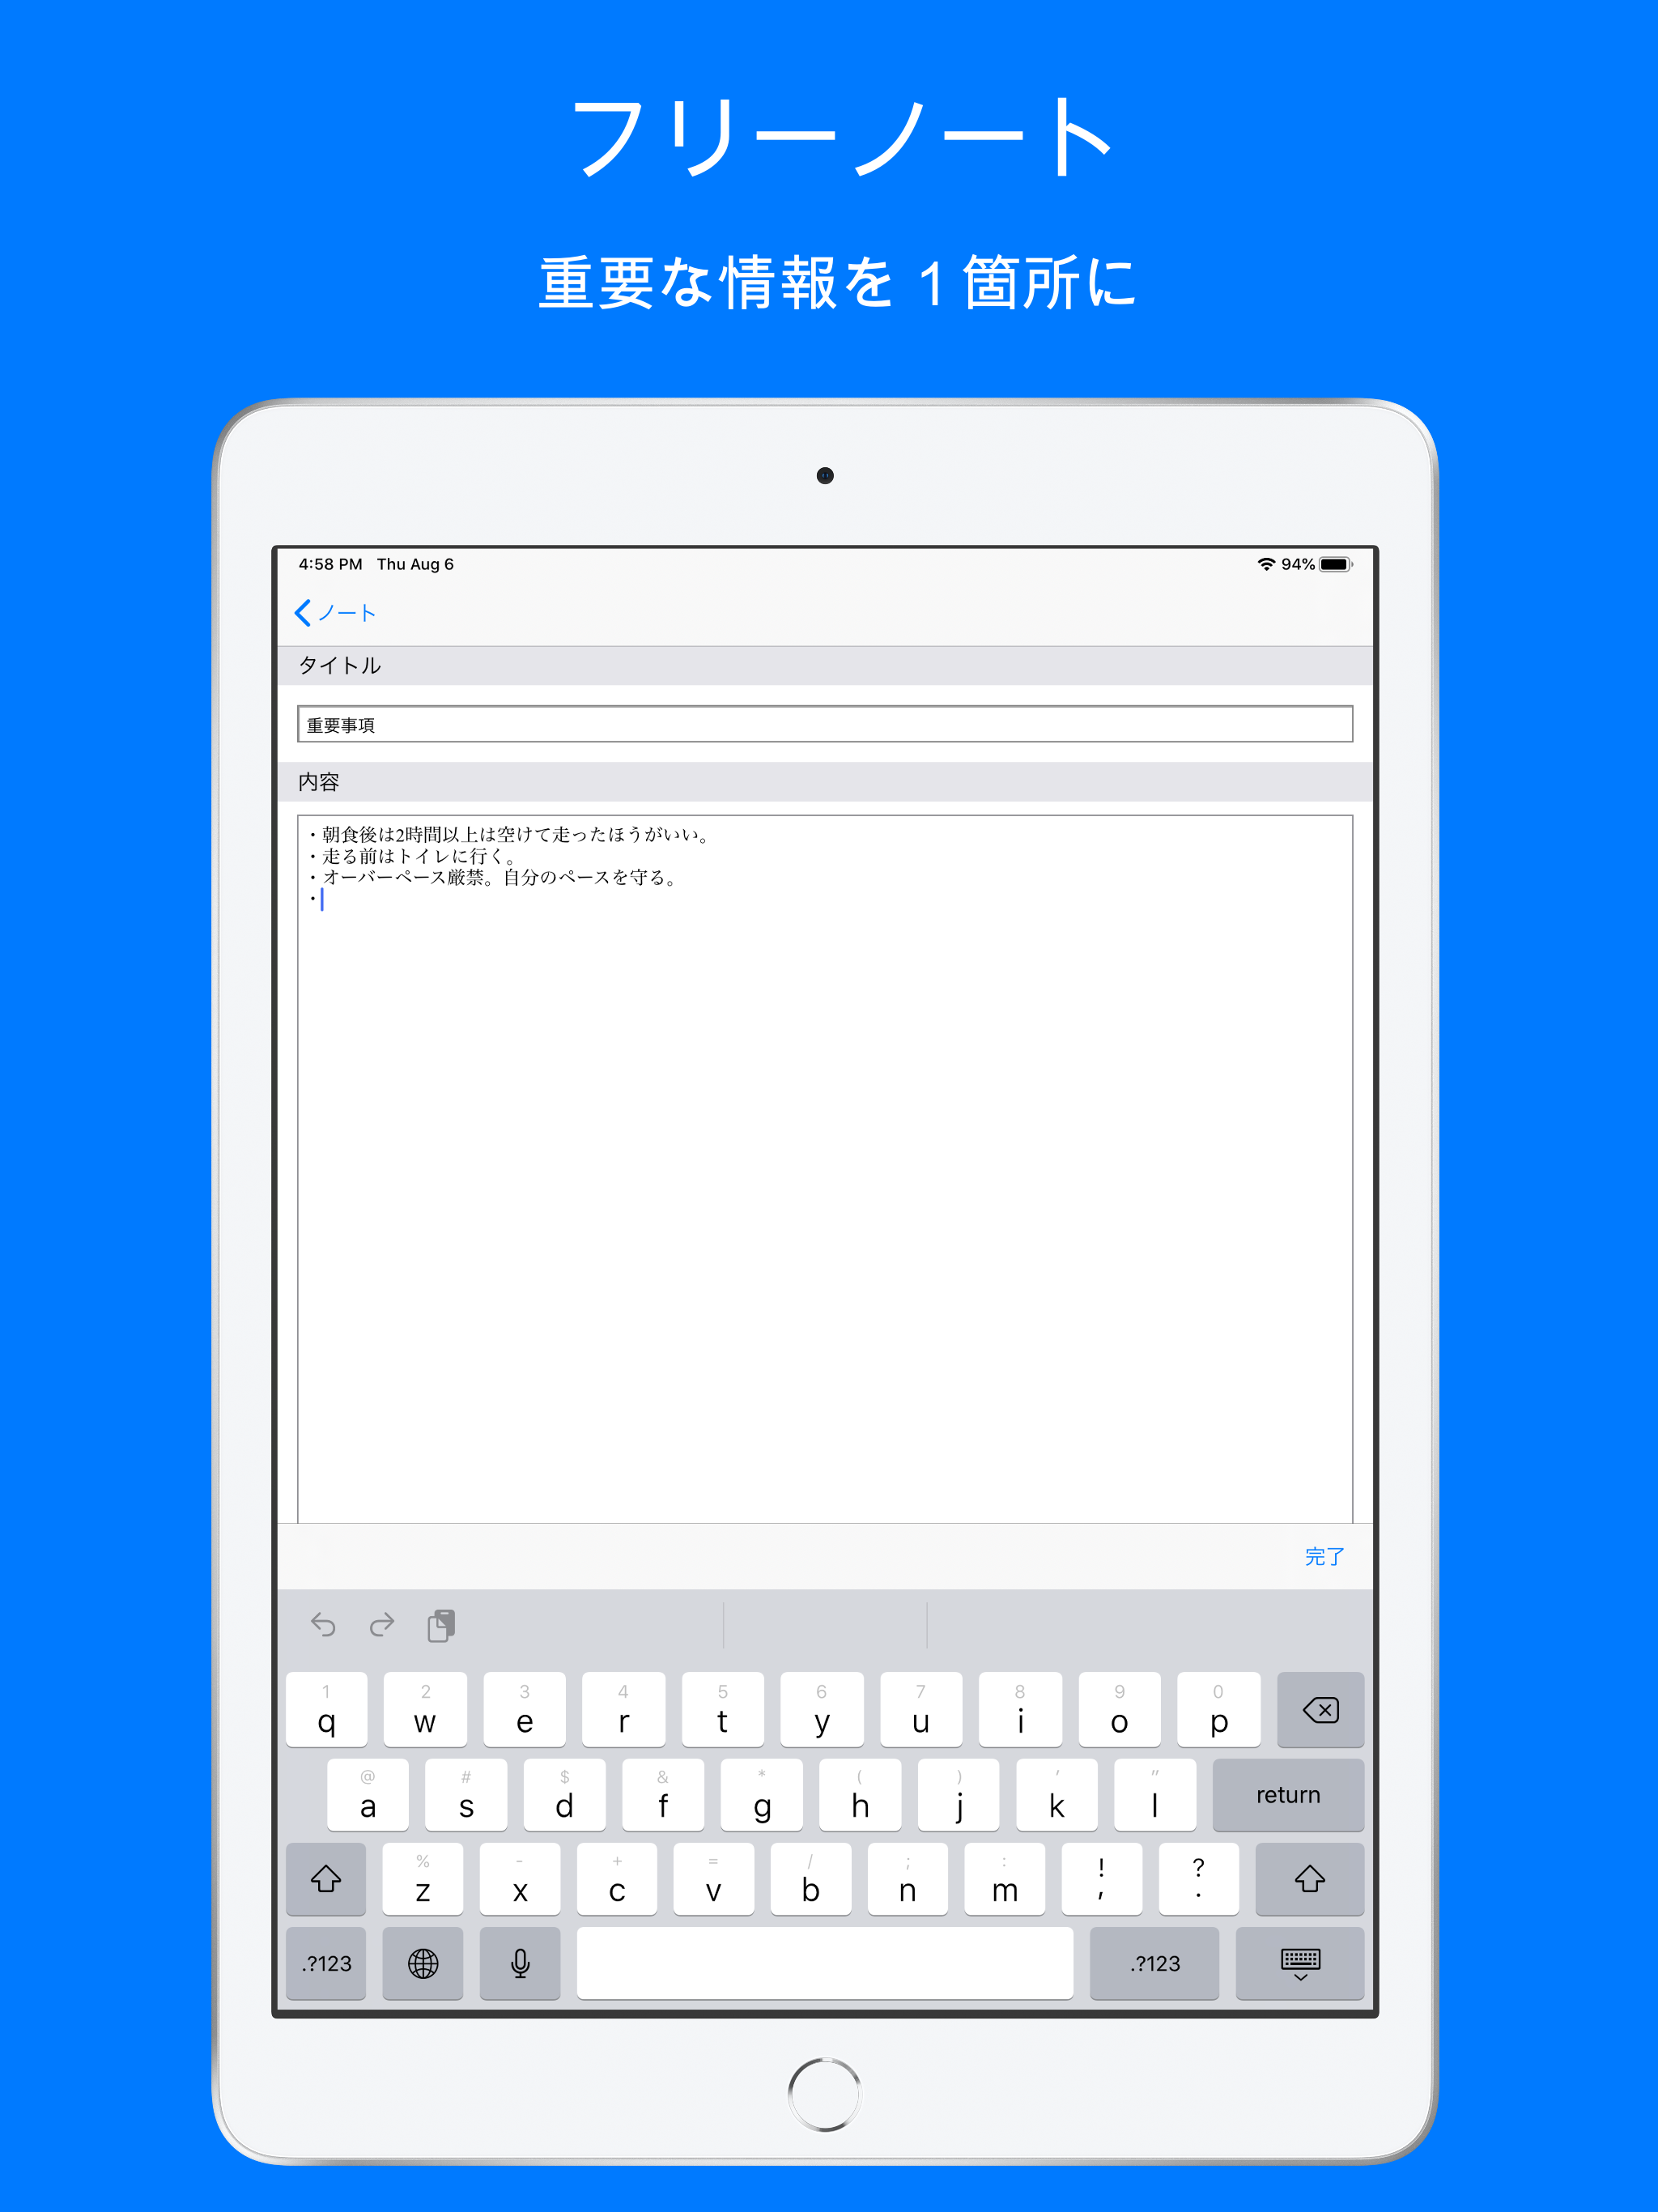 フリーノート
重要な情報を1箇所に
4:58 PM Thu Aug 6 94%
ノート
タイトル
重要事項
内容
・朝食後は2時間以上は空けて走ったほうがいい。
・走る前はトイレに行く。
・オーバーペース厳禁。自分のペースを守る。
・
完了
1 2 3 4 5 6 7 8 9 0
q w e r t y u i o p
@ # $ & * ( ) ' "
a s d f g h j k l return
% - + = / ; : ! ?
z x c v b n m , .
.?123 .?123